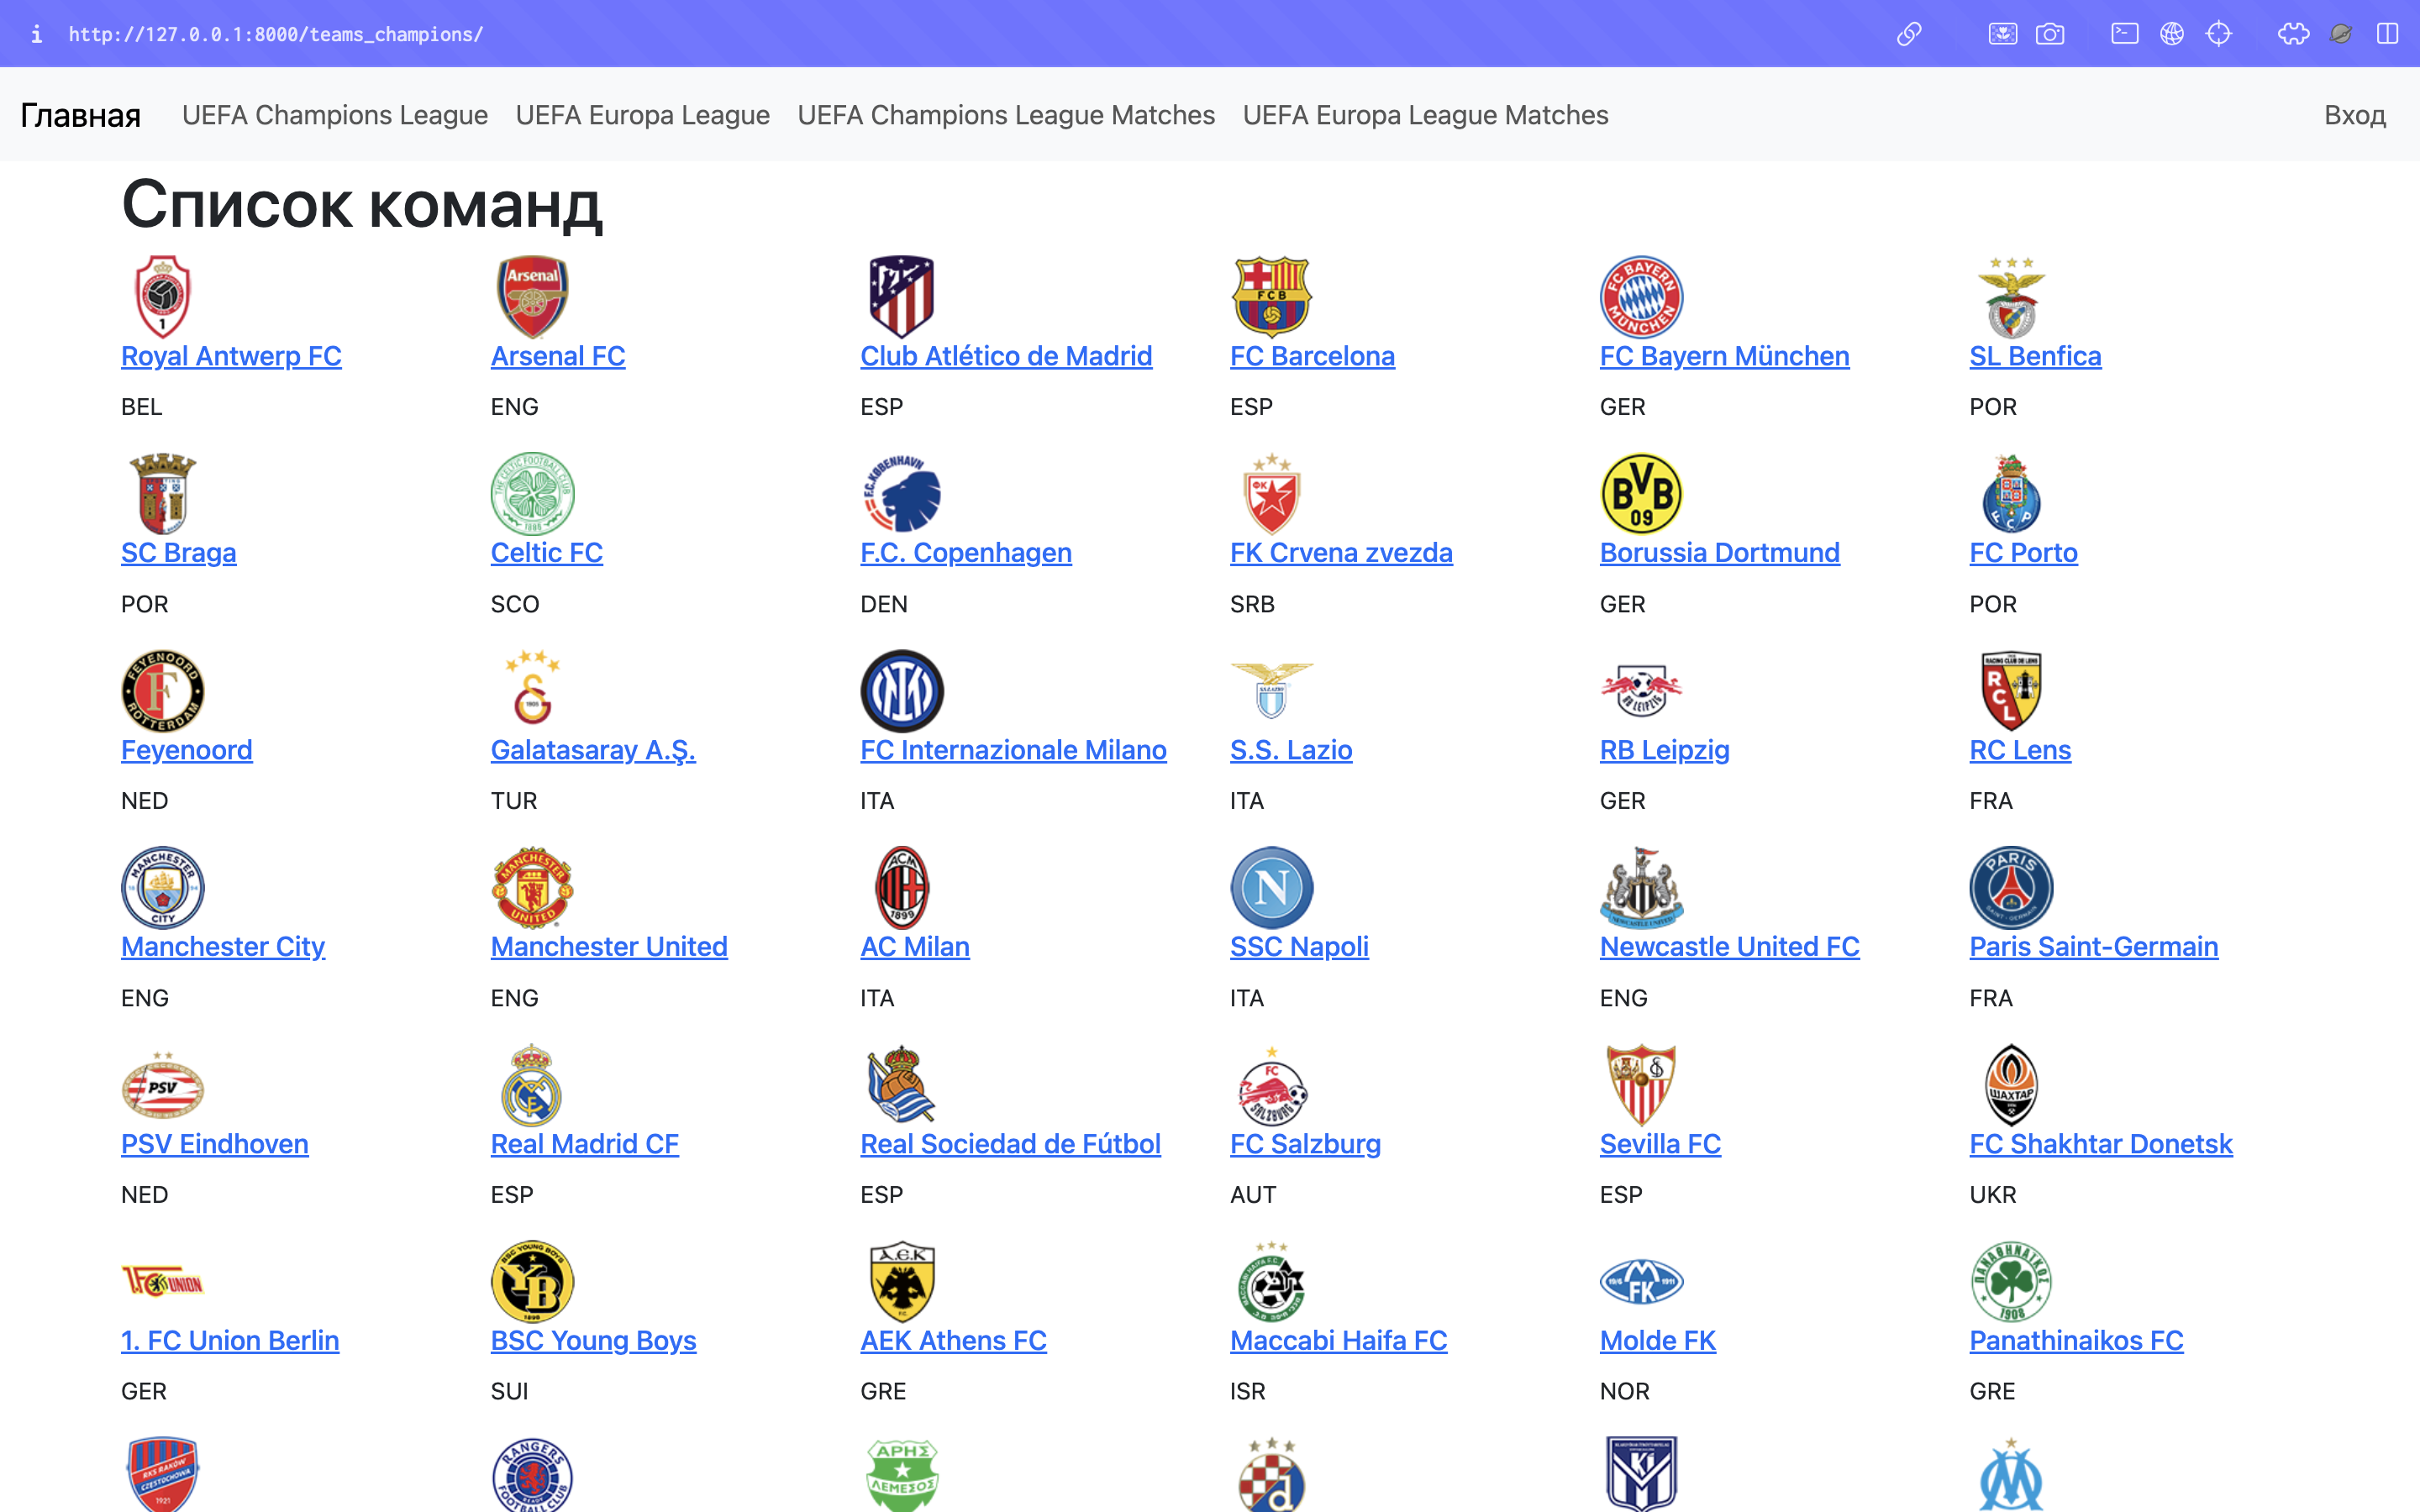 http://127.0.0.1:8000/teams_champions/
Главная UEFA Champions League UEFA Europa League UEFA Champions League Matches UEFA Europa League Matches Вход
Список команд
Royal Antwerp FC Arsenal FC Club Atlético de Madrid FC Barcelona FC Bayern München SL Benfica
BEL ENG ESP ESP GER POR
SC Braga Celtic FC F.C. Copenhagen FK Crvena zvezda Borussia Dortmund FC Porto
POR SCO DEN SRB GER POR
Feyenoord Galatasaray A.Ş. FC Internazionale Milano S.S. Lazio RB Leipzig RC Lens
NED TUR ITA ITA GER FRA
Manchester City Manchester United AC Milan SSC Napoli Newcastle United FC Paris Saint-Germain
ENG ENG ITA ITA ENG FRA
PSV Eindhoven Real Madrid CF Real Sociedad de Fútbol FC Salzburg Sevilla FC FC Shakhtar Donetsk
NED ESP ESP AUT ESP UKR
1. FC Union Berlin BSC Young Boys AEK Athens FC Maccabi Haifa FC Molde FK Panathinaikos FC
GER SUI GRE ISR NOR GRE